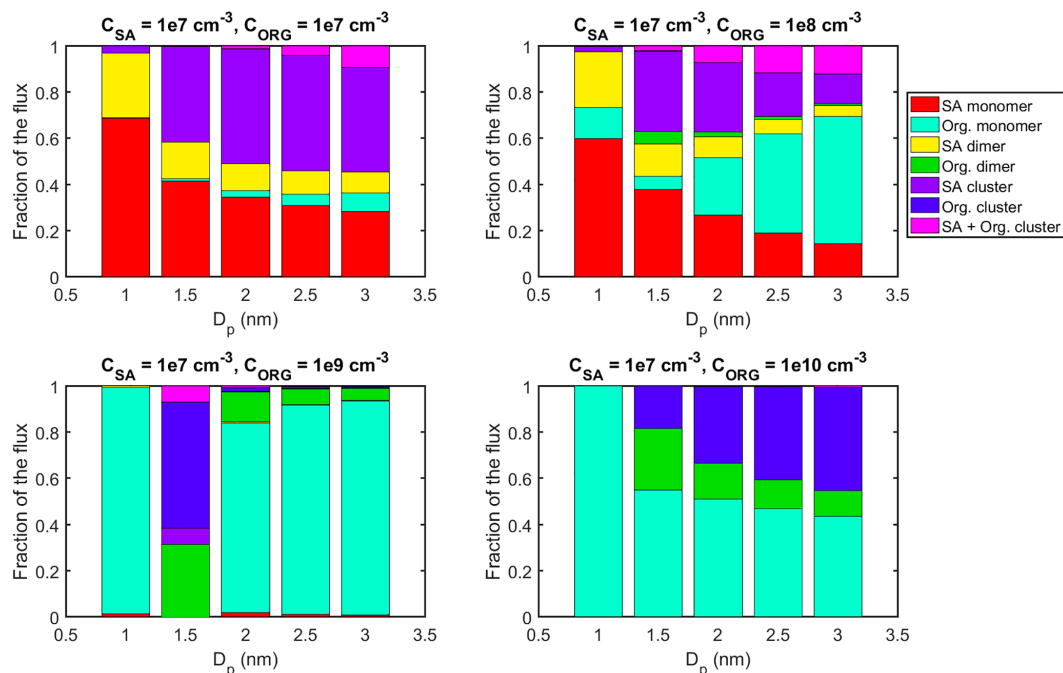 C_SA = 1e7 cm^-3, C_ORG = 1e7 cm^-3
Fraction of the flux
1
0.8
0.6
0.4
0.2
0
0.5 1 1.5 2 2.5 3 3.5
D_p (nm)
C_SA = 1e7 cm^-3, C_ORG = 1e8 cm^-3
Fraction of the flux
1
0.8
0.6
0.4
0.2
0
0.5 1 1.5 2 2.5 3 3.5
D_p (nm)
SA monomer
Org. monomer
SA dimer
Org. dimer
SA cluster
Org. cluster
SA + Org. cluster
C_SA = 1e7 cm^-3, C_ORG = 1e9 cm^-3
Fraction of the flux
1
0.8
0.6
0.4
0.2
0
0.5 1 1.5 2 2.5 3 3.5
D_p (nm)
C_SA = 1e7 cm^-3, C_ORG = 1e10 cm^-3
Fraction of the flux
1
0.8
0.6
0.4
0.2
0
0.5 1 1.5 2 2.5 3 3.5
D_p (nm)